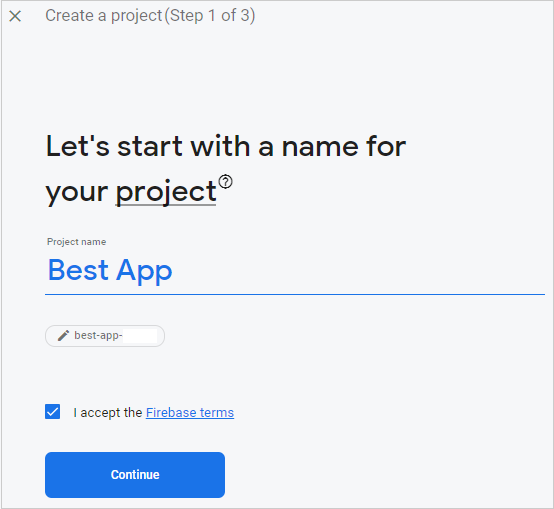 Create a project(Step 1 of 3)
Let's start with a name for
your project
Project name
Best App
best-app-
I accept the Firebase terms
Continue